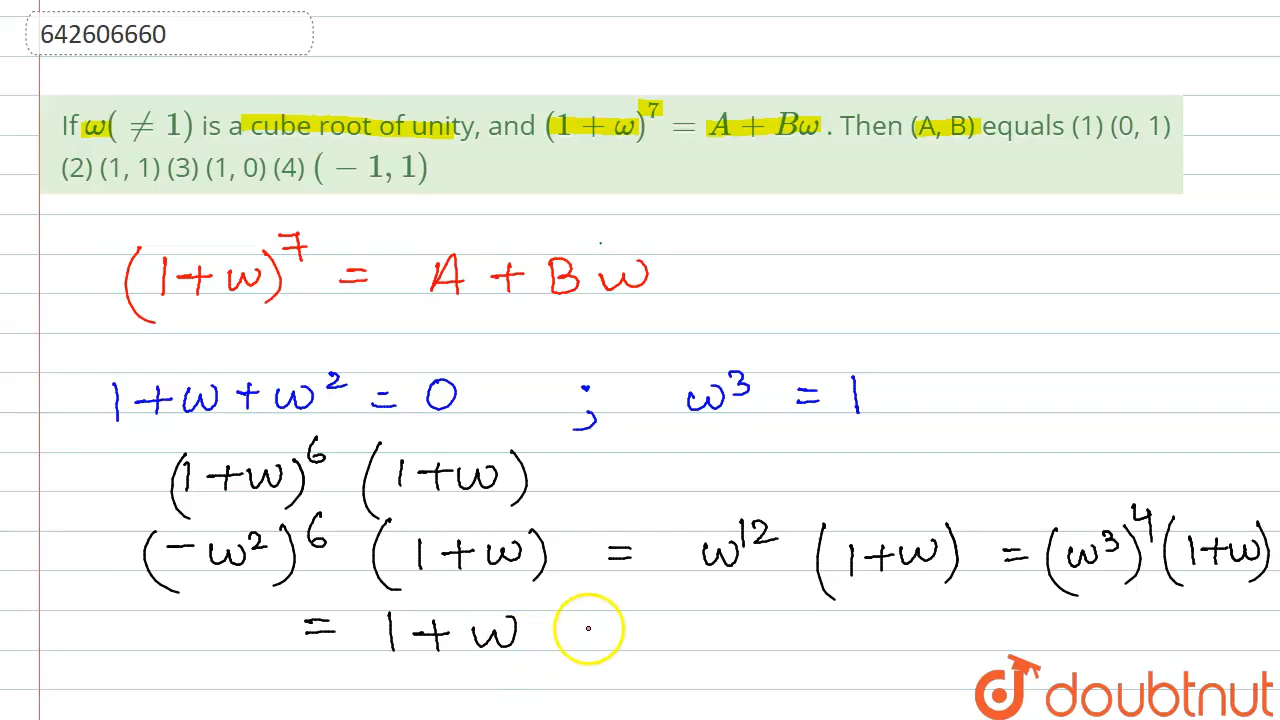 642606660
If ω(≠1) is a cube root of unity, and (1+ω)^7 = A+Bω. Then (A, B) equals (1) (0, 1)
(2) (1, 1) (3) (1, 0) (4) (−1,1)
(1+ω)^7 = A + Bω
1+ω+ω^2 = 0 ; ω^3 = 1
(1+ω)^6 (1+ω)
(−ω^2)^6 (1+ω) = ω^12 (1+ω) = (ω^3)^4 (1+ω)
= 1+ω
doubtnut